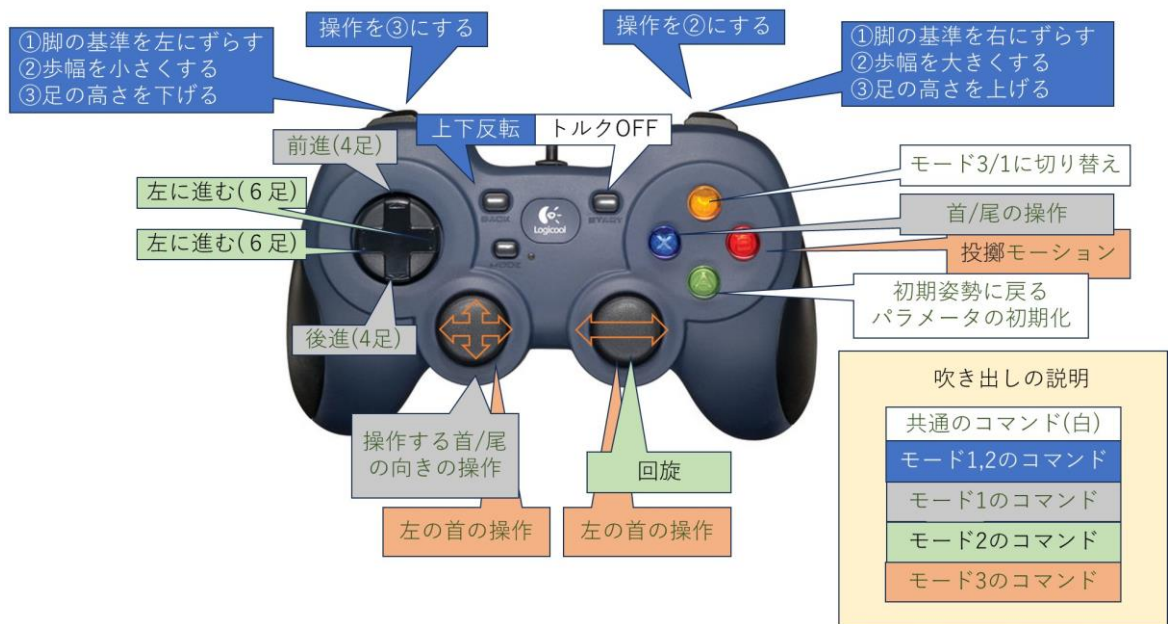 操作を③にする
操作を②にする
①脚の基準を左にずらす
②歩幅を小さくする
③足の高さを下げる
①脚の基準を右にずらす
②歩幅を大きくする
③足の高さを上げる
上下反転
トルクOFF
前進(4足)
モード3/1に切り替え
左に進む(６足)
首/尾の操作
BACK
START
Logicool
X
B
左に進む(６足)
MODE
投擲モーション
A
初期姿勢に戻る
パラメータの初期化
後進(4足)
吹き出しの説明
共通のコマンド(白)
操作する首/尾
の向きの操作
モード1,2のコマンド
回旋
モード1のコマンド
左の首の操作
左の首の操作
モード2のコマンド
モード3のコマンド